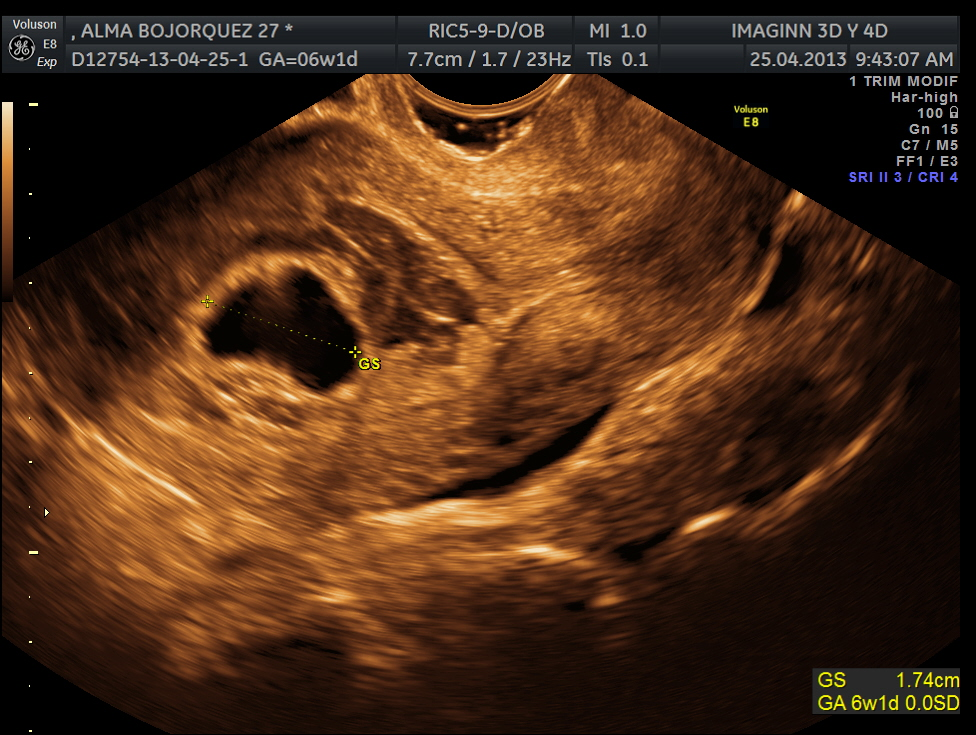 Voluson
E8
Exp
, ALMA BOJORQUEZ 27 *
RIC5-9-D/OB
MI 1.0
IMAGINN 3D Y 4D
D12754-13-04-25-1 GA=06w1d
7.7cm / 1.7 / 23Hz
TIs 0.1
25.04.2013 9:43:07 AM
1 TRIM MODIF
Har-high
100
Gn 15
C7 / M5
FF1 / E3
SRI II 3 / CRI 4
Voluson
E8
GS
GS 1.74cm
GA 6w1d 0.0SD